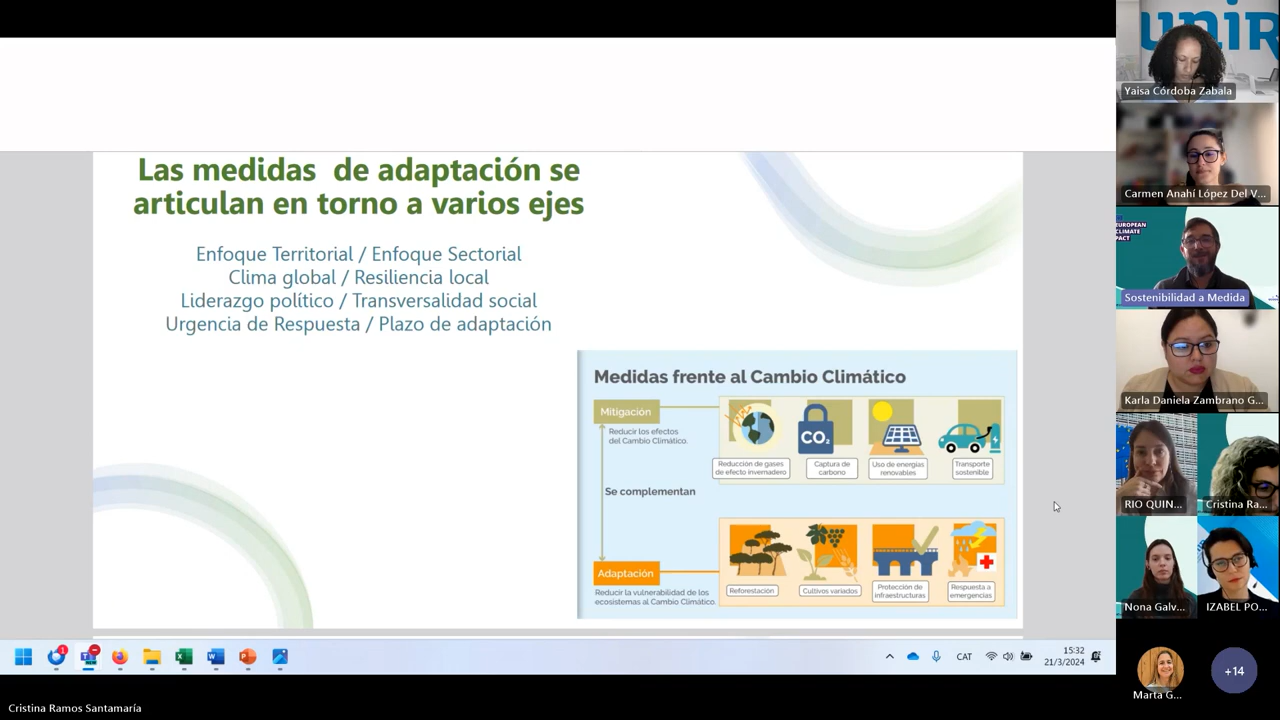 Las medidas  de adaptación se
articulan en torno a varios ejes
Enfoque Territorial / Enfoque Sectorial
Clima global / Resiliencia local
Liderazgo político / Transversalidad social
Urgencia de Respuesta / Plazo de adaptación
Medidas frente al Cambio Climático
Mitigación
Reducir los efectos
del Cambio Climático.
CO₂
Reducción de gases
de efecto invernadero
Captura de
carbono
Uso de energías
renovables
Transporte
sostenible
Se complementan
Adaptación
Reducir la vulnerabilidad de los
ecosistemas al Cambio Climático.
Reforestación
Cultivos variados
Protección de
infraestructuras
Respuesta a
emergencias
CAT
15:32
21/3/2024
Cristina Ramos Santamaría
unir
Yaisa Córdoba Zabala
Carmen Anahí López Del V...
EUROPEAN
CLIMATE
PACT
Sostenibilidad a Medida
Karla Daniela Zambrano G...
RIO QUIN...
Cristina Ra...
Nona Galv...
IZABEL PO...
Marta G...
+14